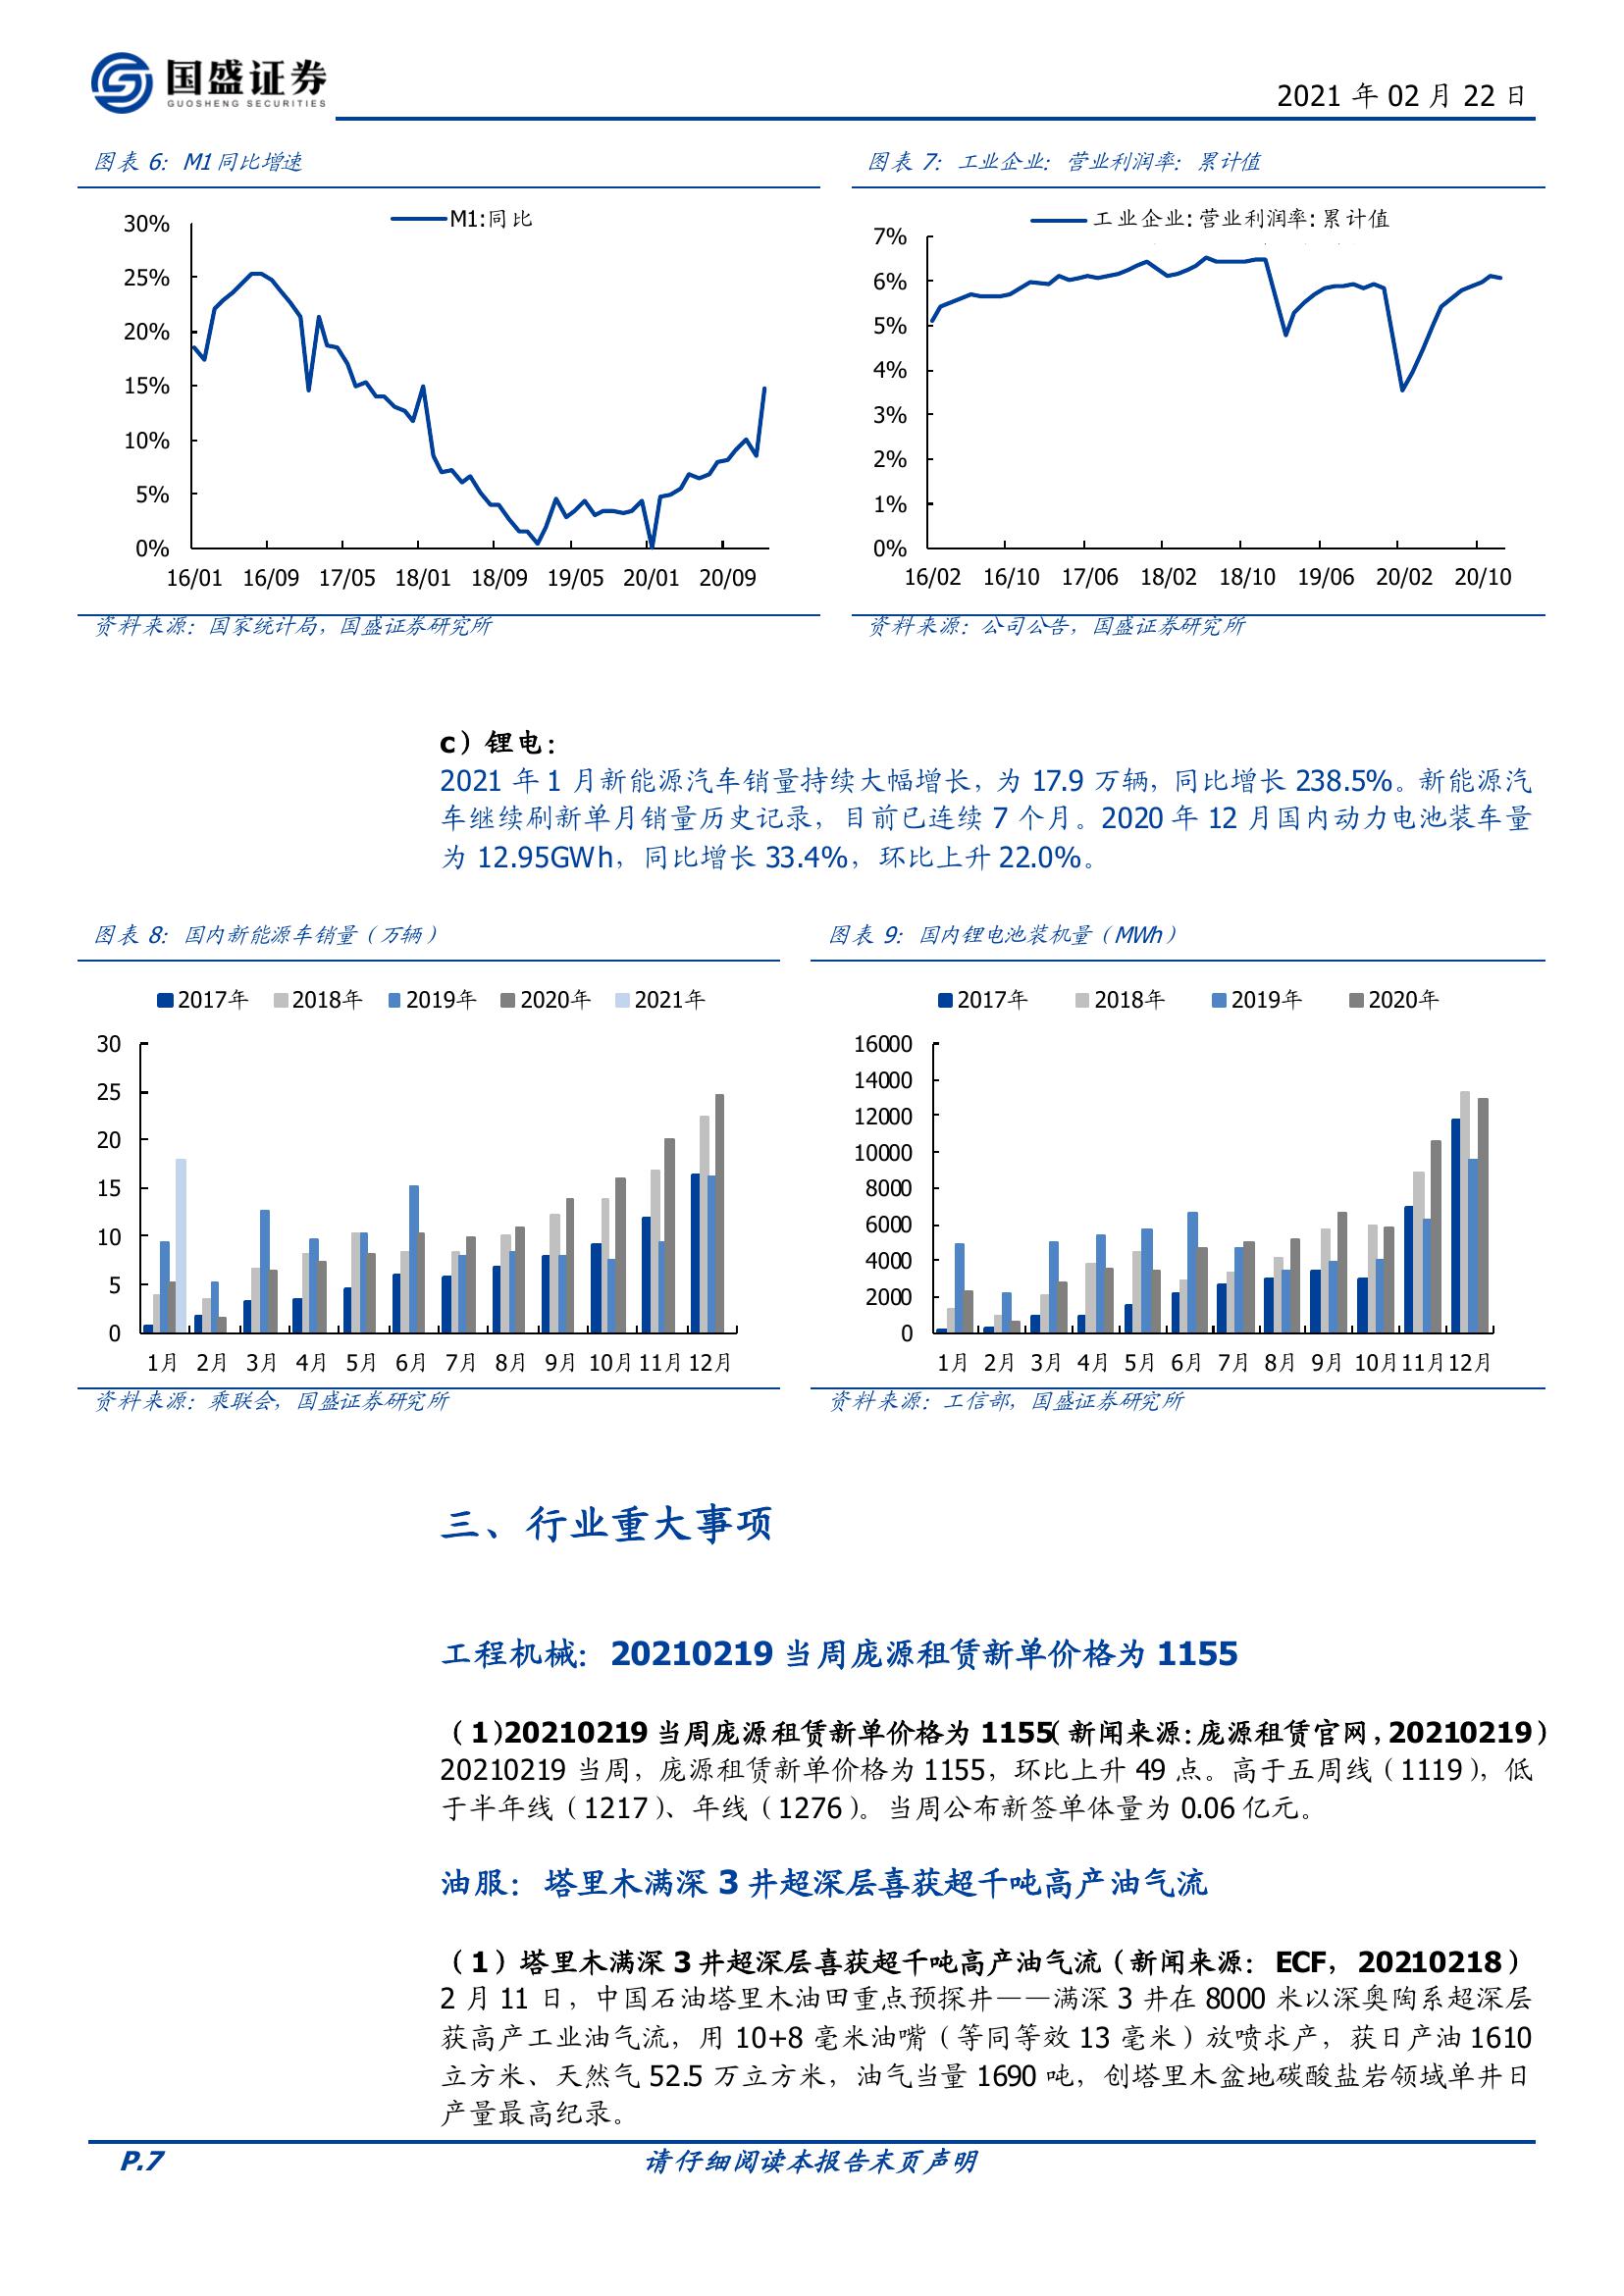 国盛证券
GUOSHENG SECURITIES
2021 年 02 月 22 日
图表 6: M1 同比增速
M1:同比
30%
25%
20%
15%
10%
5%
0%
16/01 16/09 17/05 18/01 18/09 19/05 20/01 20/09
资料来源：国家统计局，国盛证券研究所
图表 7: 工业企业：营业利润率：累计值
工业企业:营业利润率:累计值
7%
6%
5%
4%
3%
2%
1%
0%
16/02 16/10 17/06 18/02 18/10 19/06 20/02 20/10
资料来源：公司公告，国盛证券研究所
c）锂电：
2021 年 1 月新能源汽车销量持续大幅增长，为 17.9 万辆，同比增长 238.5%。新能源汽
车继续刷新单月销量历史记录，目前已连续 7 个月。2020 年 12 月国内动力电池装车量
为 12.95GWh，同比增长 33.4%，环比上升 22.0%。
图表 8: 国内新能源车销量（万辆）
2017年 2018年 2019年 2020年 2021年
30
25
20
15
10
5
0
1月 2月 3月 4月 5月 6月 7月 8月 9月 10月 11月 12月
资料来源：乘联会，国盛证券研究所
图表 9: 国内锂电池装机量（MWh）
2017年 2018年 2019年 2020年
16000
14000
12000
10000
8000
6000
4000
2000
0
1月 2月 3月 4月 5月 6月 7月 8月 9月 10月 11月 12月
资料来源：工信部，国盛证券研究所
三、行业重大事项
工程机械：20210219 当周庞源租赁新单价格为 1155
（1)20210219 当周庞源租赁新单价格为 1155（新闻来源:庞源租赁官网,20210219）
20210219 当周，庞源租赁新单价格为 1155，环比上升 49 点。高于五周线（1119），低
于半年线（1217）、年线（1276）。当周公布新签单体量为 0.06 亿元。
油服：塔里木满深 3 井超深层喜获超千吨高产油气流
（1）塔里木满深 3 井超深层喜获超千吨高产油气流（新闻来源：ECF，20210218）
2 月 11 日，中国石油塔里木油田重点预探井——满深 3 井在 8000 米以深奥陶系超深层
获高产工业油气流，用 10+8 毫米油嘴（等同等效 13 毫米）放喷求产，获日产油 1610
立方米、天然气 52.5 万立方米，油气当量 1690 吨，创塔里木盆地碳酸盐岩领域单井日
产量最高纪录。
P.7
请仔细阅读本报告末页声明